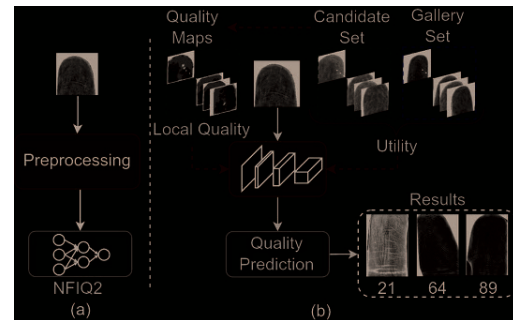 Quality
Maps
Candidate
Set
Gallery
Set
Local Quality
Utility
Preprocessing
Results
Quality
Prediction
21 64 89
NFIQ2
(a)
(b)